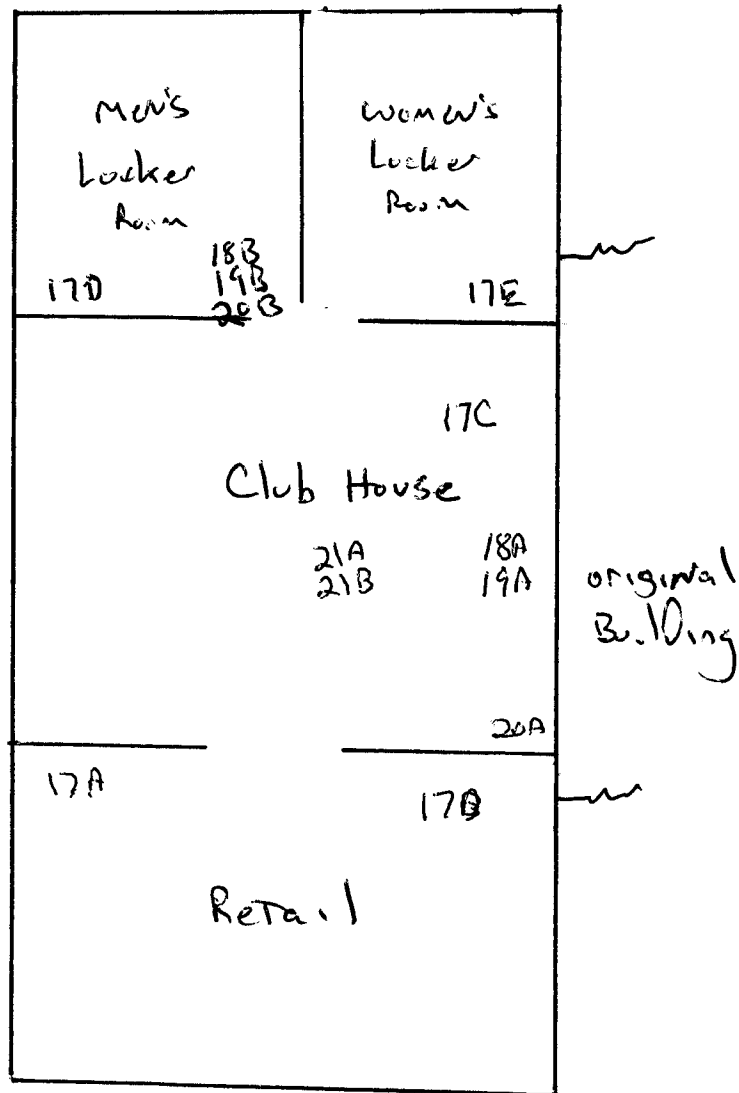 Men's
Locker
Room
Women's
Locker
Room
18B
19B
20B
17D
17E
17C
Club House
21A
21B
18A
19A
original
Building
20A
17A
17B
Retail